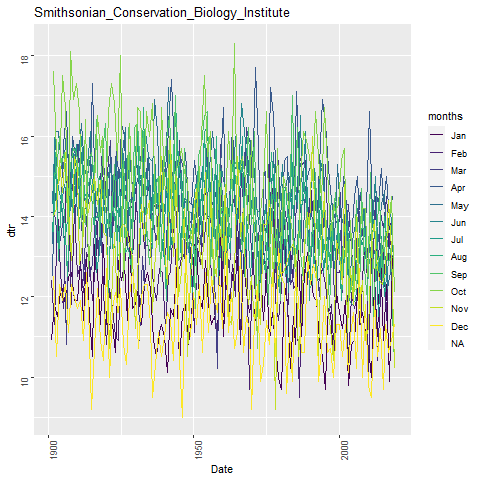 Smithsonian_Conservation_Biology_Institute
18
16
14
12
10
dtr
1900
1950
2000
Date
months
Jan
Feb
Mar
Apr
May
Jun
Jul
Aug
Sep
Oct
Nov
Dec
NA